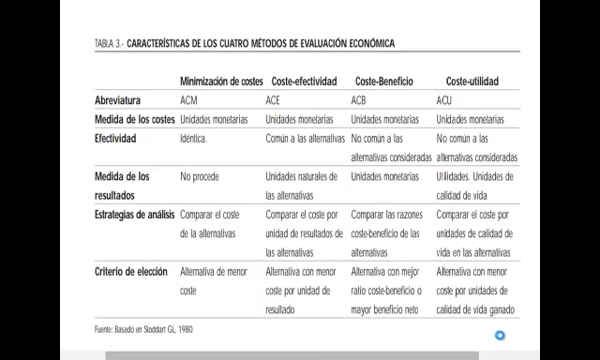 TABLA 3.- CARACTERÍSTICAS DE LOS CUATRO MÉTODOS DE EVALUACIÓN ECONÓMICA
Minimización de costes Coste-efectividad Coste-Beneficio Coste-utilidad
Abreviatura ACM ACE ACB ACU
Medida de los costes Unidades monetarias Unidades monetarias Unidades monetarias Unidades monetarias
Efectividad Idéntica. Común a las alternativas No común a las No común a las
alternativas consideradas alternativas consideradas
Medida de los No procede Unidades naturales de Unidades monetarias Utilidades. Unidades de
resultados las alternativas calidad de vida
Estrategias de análisis Comparar el coste Comparar el coste por Comparar las razones Comparar el coste por
de la alternativas unidad de resultados de coste-beneficio de las unidades de calidad de
las alternativas alternativas vida en las alternativas
Criterio de elección Alternativa de menor Alternativa con menor Alternativa con mejor Alternativa con menor
coste coste por unidad de ratio coste-beneficio o coste por unidades de
resultado mayor beneficio neto calidad de vida ganado
Fuente: Basado en Stoddart GL, 1980